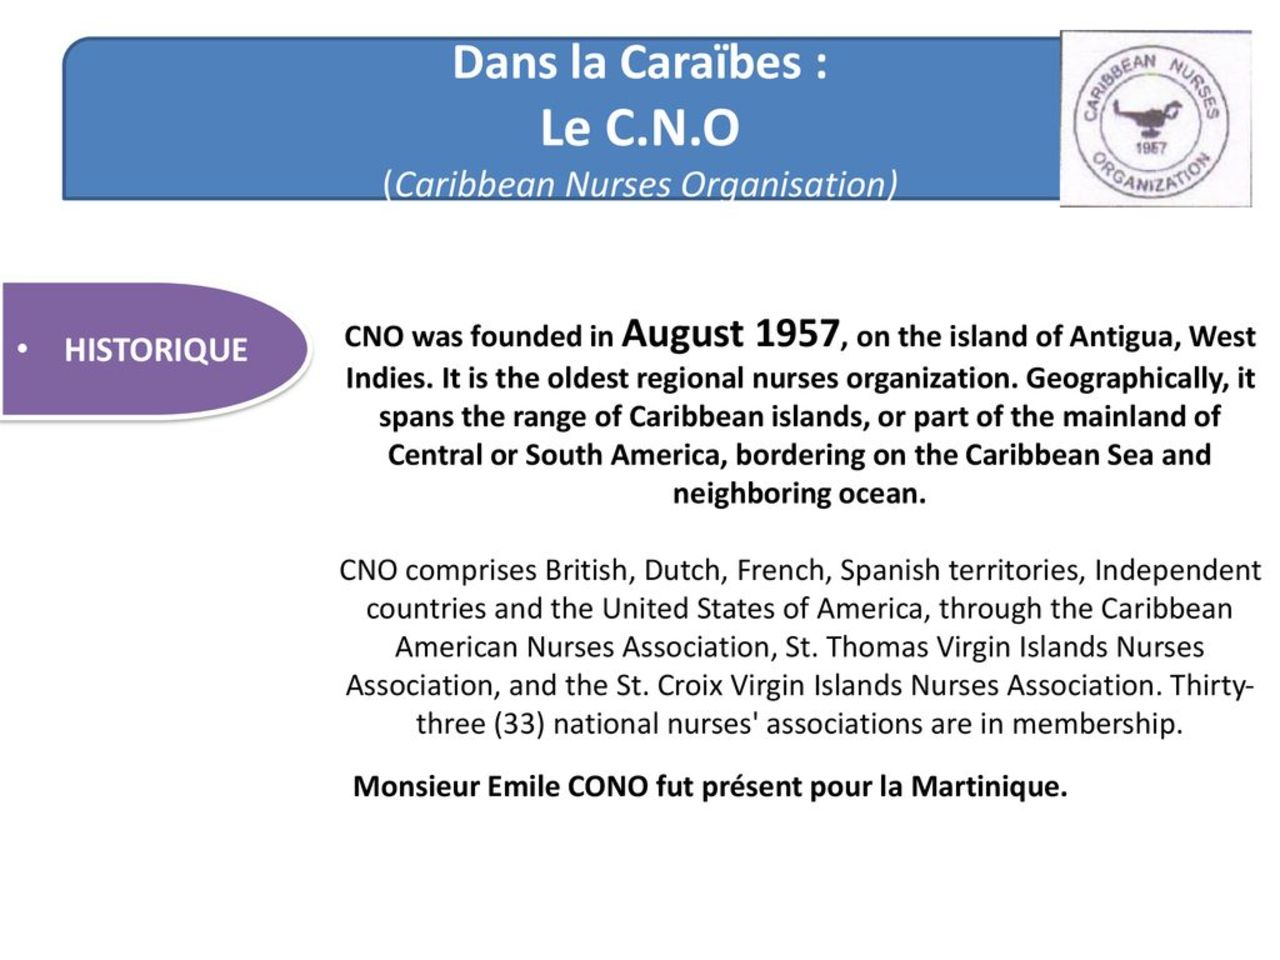 Dans la Caraïbes :
Le C.N.O
(Caribbean Nurses Organisation)
CARIBBEAN NURSES
1957
ORGANIZATION
• HISTORIQUE
CNO was founded in August 1957, on the island of Antigua, West
Indies. It is the oldest regional nurses organization. Geographically, it
spans the range of Caribbean islands, or part of the mainland of
Central or South America, bordering on the Caribbean Sea and
neighboring ocean.
CNO comprises British, Dutch, French, Spanish territories, Independent
countries and the United States of America, through the Caribbean
American Nurses Association, St. Thomas Virgin Islands Nurses
Association, and the St. Croix Virgin Islands Nurses Association. Thirty-
three (33) national nurses' associations are in membership.
Monsieur Emile CONO fut présent pour la Martinique.